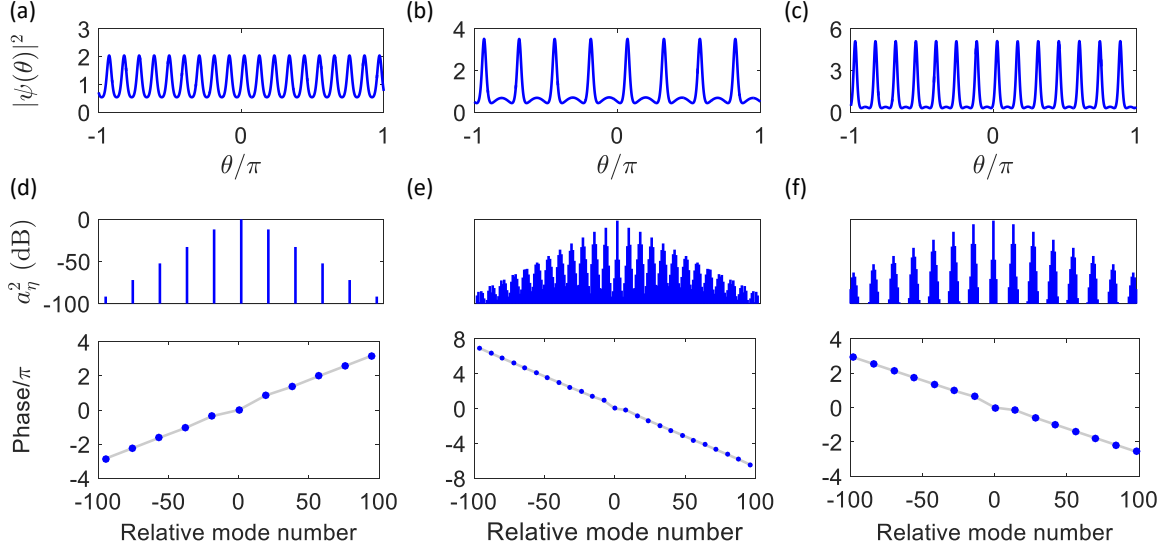 (a) (b) (c)
|ψ(θ)|²
3 2 1 0
4 2 0
6 3 0
-1 0 1 -1 0 1 -1 0 1
θ/π θ/π θ/π
(d) (e) (f)
a²_η (dB)
0 -50 -100
Phase/π
4 2 0 -2 -4
8 4 0 -4 -8
4 2 0 -2 -4
-100 -50 0 50 100 -100 -50 0 50 100 -100 -50 0 50 100
Relative mode number Relative mode number Relative mode number